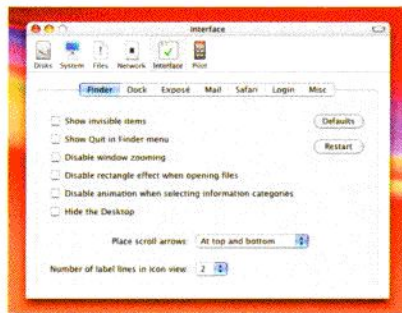 Interface
Disks System Files Network Interface Pilot
Finder Dock Exposé Mail Safari Login Misc
Show invisible items
Defaults
Show Quit in Finder menu
Restart
Disable window zooming
Disable rectangle effect when opening files
Disable animation when selecting information categories
Hide the Desktop
Place scroll arrows: At top and bottom
Number of label lines in icon view: 2